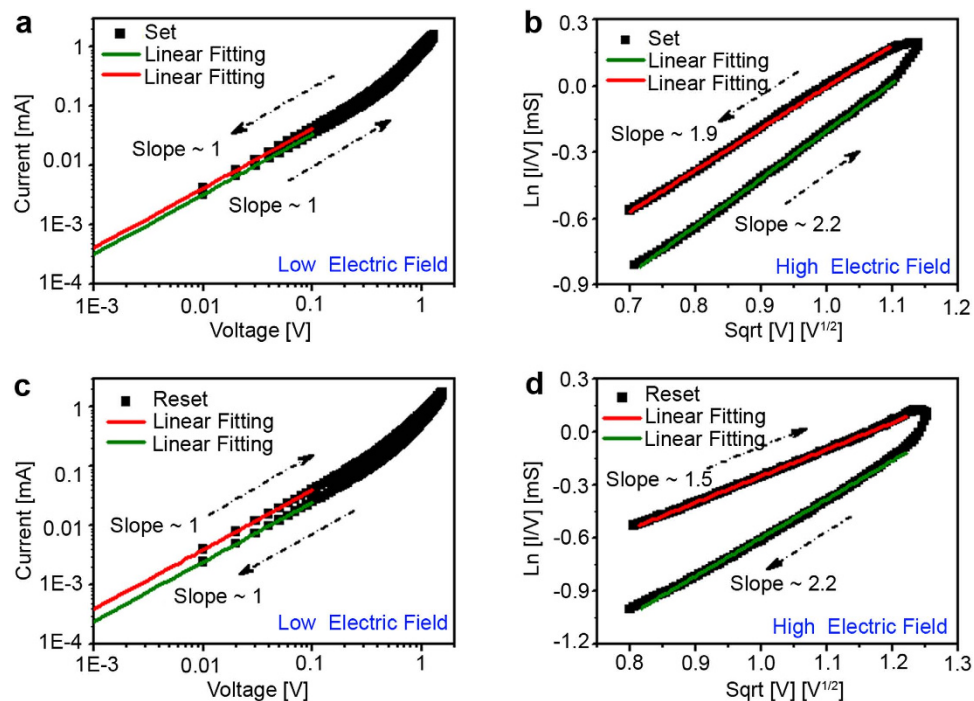 a
Current [mA]
1
0.1
0.01
1E-3
1E-4
Set
Linear Fitting
Linear Fitting
Slope ~ 1
Slope ~ 1
Low Electric Field
1E-3
0.01
0.1
1
Voltage [V]
b
Ln [I/V] [mS]
0.3
0.0
-0.3
-0.6
-0.9
Set
Linear Fitting
Linear Fitting
Slope ~ 1.9
Slope ~ 2.2
High Electric Field
0.7
0.8
0.9
1.0
1.1
1.2
Sqrt [V] [V^1/2]
c
Current [mA]
1
0.1
0.01
1E-3
1E-4
Reset
Linear Fitting
Linear Fitting
Slope ~ 1
Slope ~ 1
Low Electric Field
1E-3
0.01
0.1
1
Voltage [V]
d
Ln [I/V] [mS]
0.3
0.0
-0.3
-0.6
-0.9
-1.2
Reset
Linear Fitting
Linear Fitting
Slope ~ 1.5
Slope ~ 2.2
High Electric Field
0.8
0.9
1.0
1.1
1.2
1.3
Sqrt [V] [V^1/2]